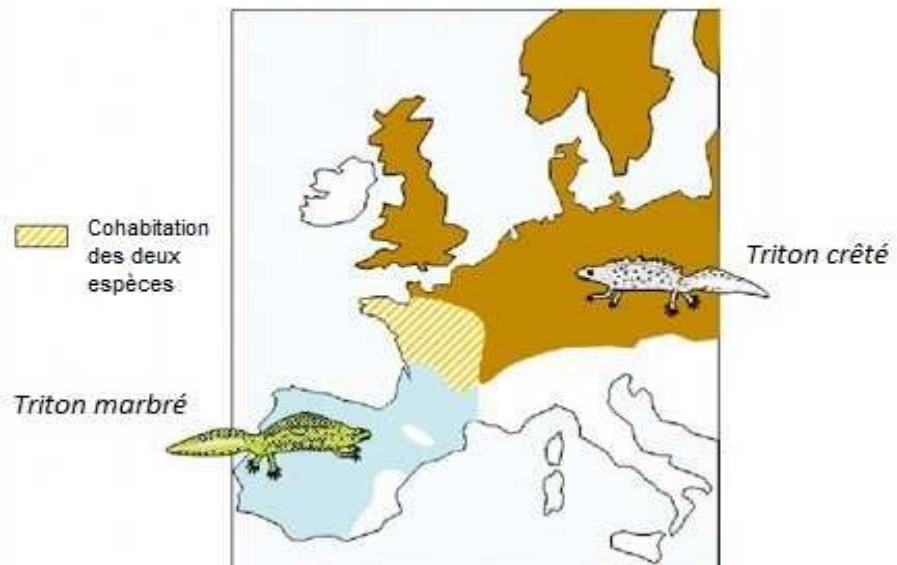 Cohabitation
des deux
espèces
Triton crêté
Triton marbré